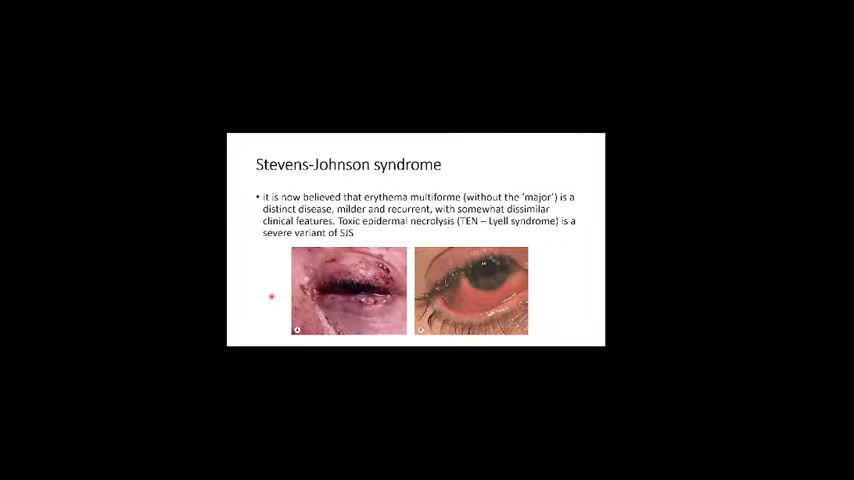 Stevens-Johnson syndrome
• it is now believed that erythema multiforme (without the 'major') is a
distinct disease, milder and recurrent, with somewhat dissimilar
clinical features. Toxic epidermal necrolysis (TEN – Lyell syndrome) is a
severe variant of SJS
A